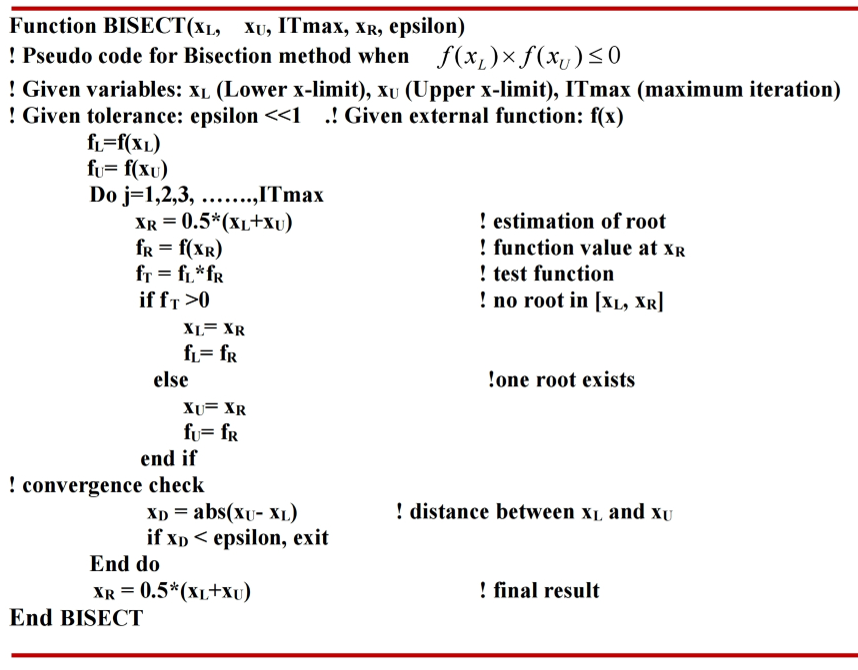 Function BISECT(xL, xU, ITmax, xR, epsilon)
! Pseudo code for Bisection method when f(xL)×f(xU)≤0
! Given variables: xL (Lower x-limit), xU (Upper x-limit), ITmax (maximum iteration)
! Given tolerance: epsilon <<1 .! Given external function: f(x)
fL=f(xL)
fU= f(xU)
Do j=1,2,3, …….,ITmax
xR = 0.5*(xL+xU) ! estimation of root
fR = f(xR) ! function value at xR
fT = fL*fR ! test function
if fT >0 ! no root in [xL, xR]
xL= xR
fL= fR
else !one root exists
xU= xR
fU= fR
end if
! convergence check
xD = abs(xU- xL) ! distance between xL and xU
if xD < epsilon, exit
End do
xR = 0.5*(xL+xU) ! final result
End BISECT